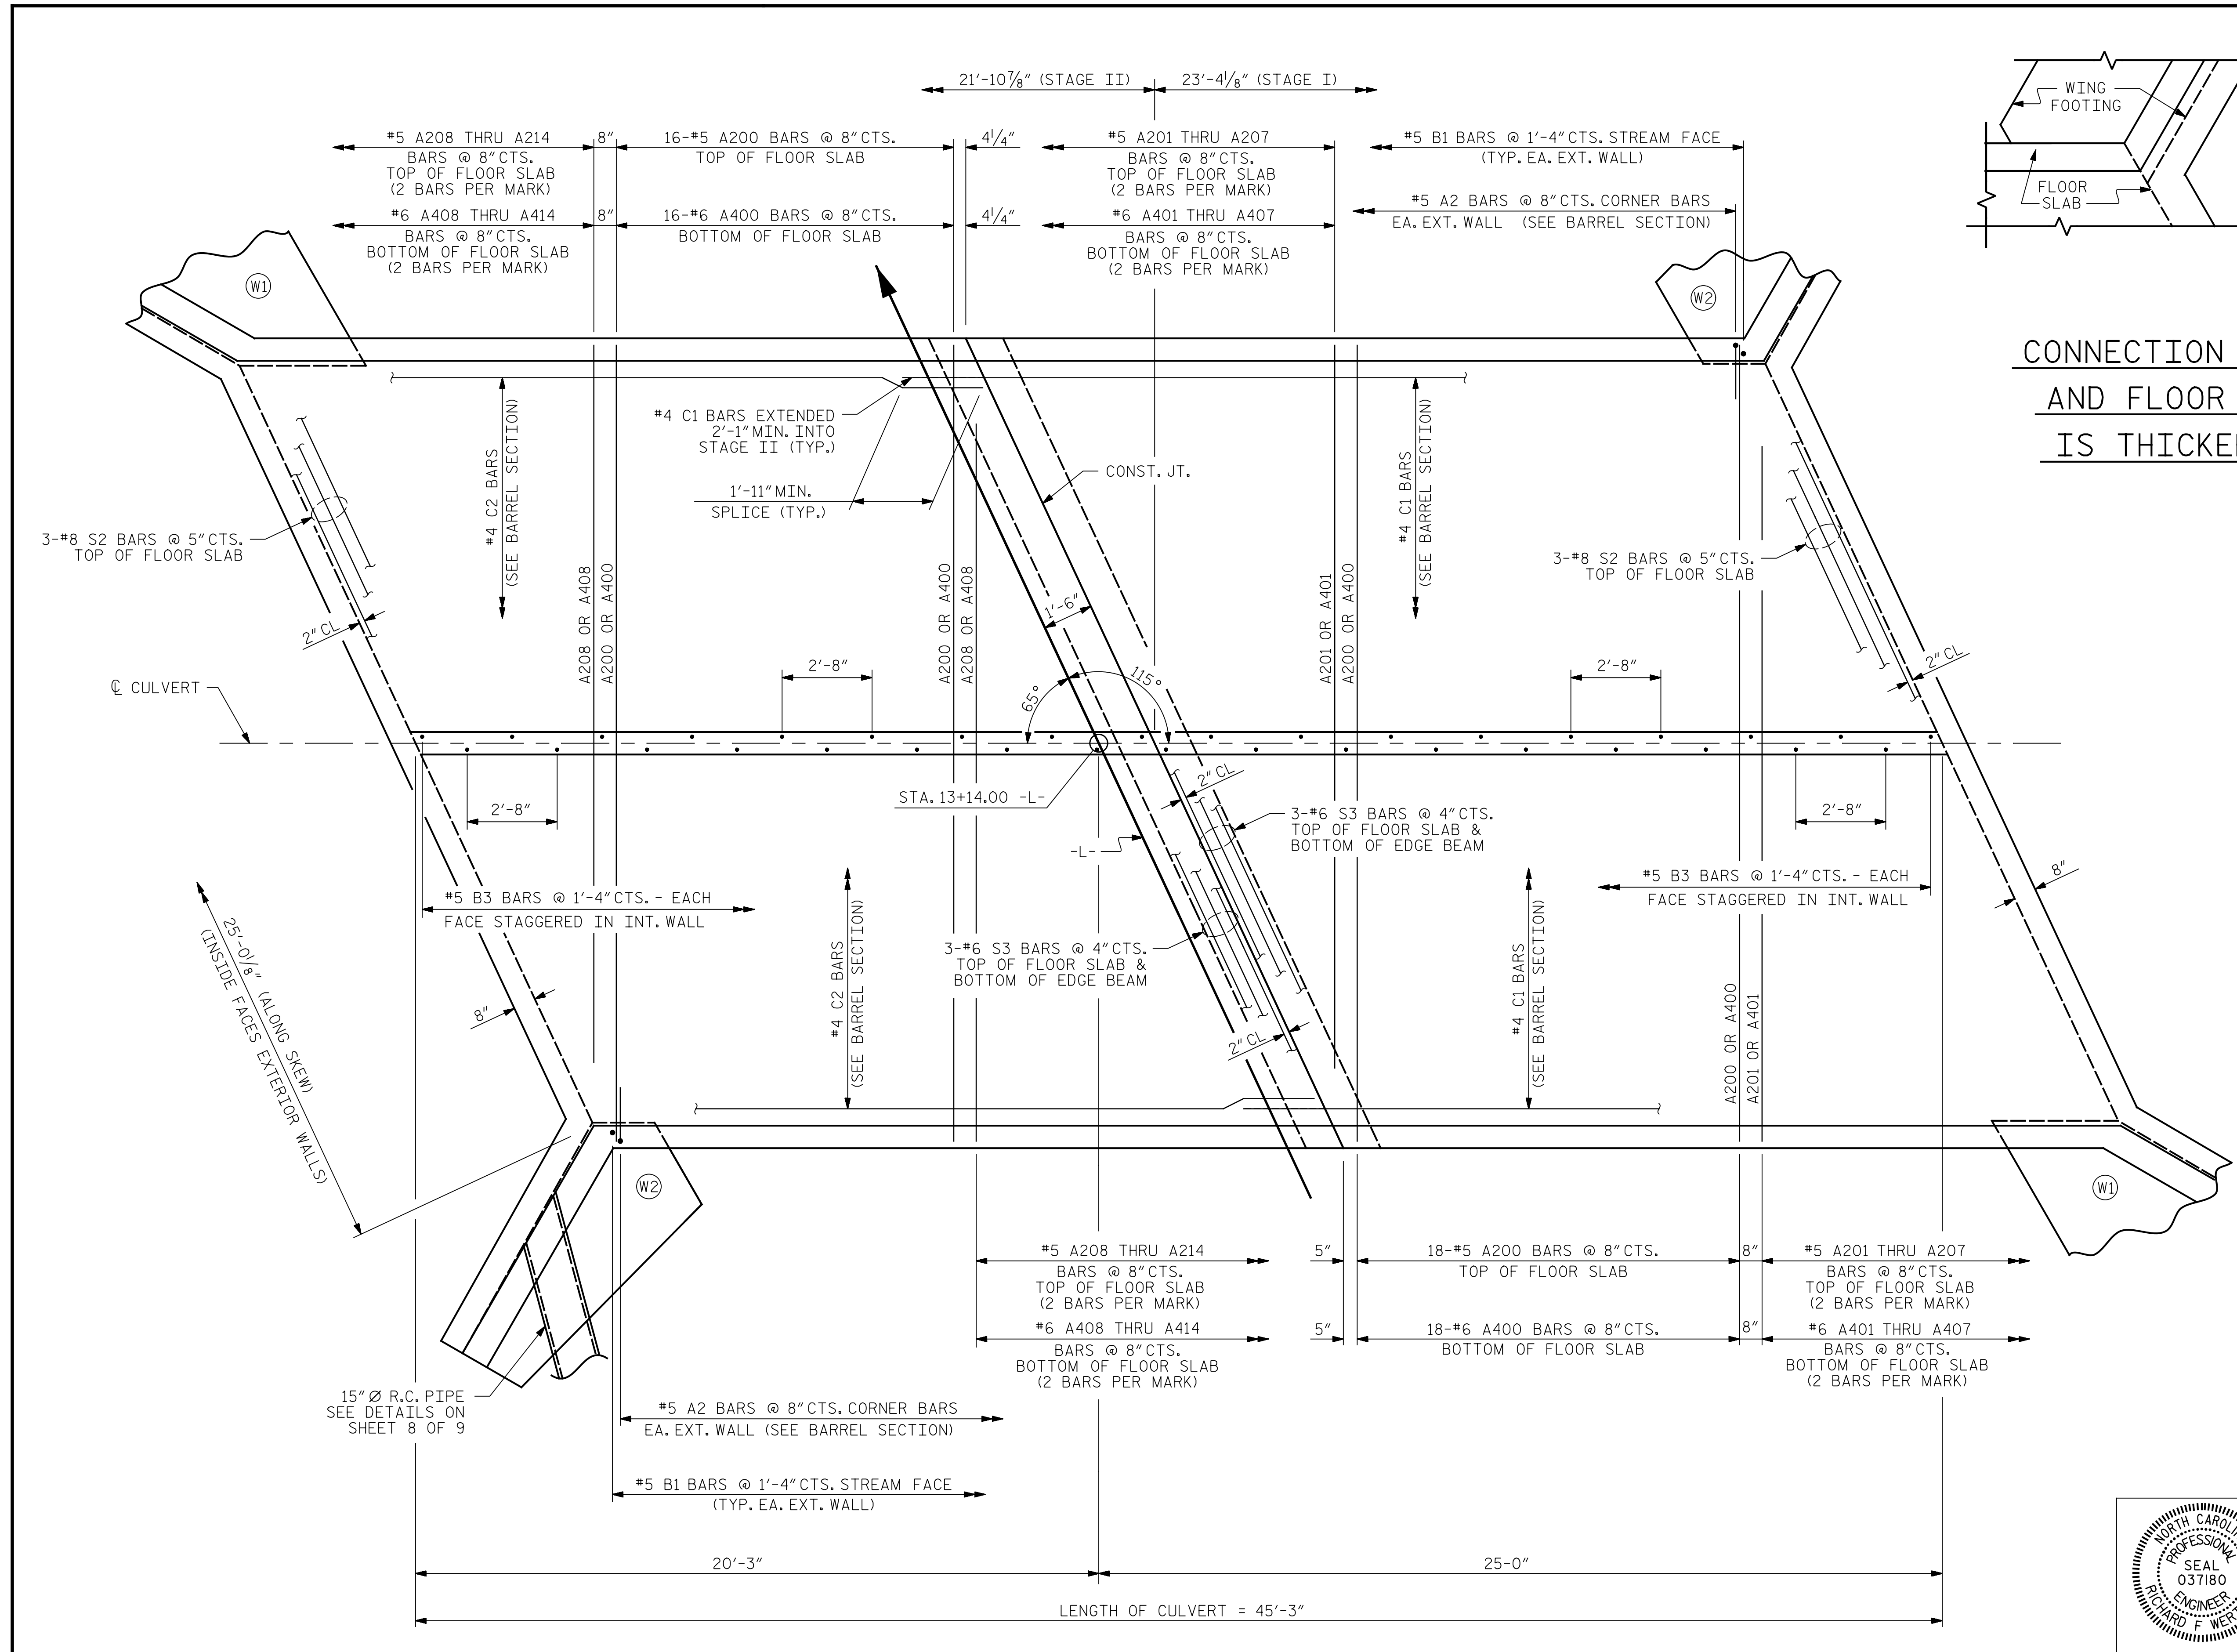 21'-10⅞" (STAGE II)
23'-4⅛" (STAGE I)
#5 A208 THRU A214
BARS @ 8" CTS.
TOP OF FLOOR SLAB
(2 BARS PER MARK)
8"
16-#5 A200 BARS @ 8" CTS.
TOP OF FLOOR SLAB
4¼"
#5 A201 THRU A207
BARS @ 8" CTS.
TOP OF FLOOR SLAB
(2 BARS PER MARK)
#5 B1 BARS @ 1'-4" CTS. STREAM FACE
(TYP. EA. EXT. WALL)
#6 A408 THRU A414
BARS @ 8" CTS.
BOTTOM OF FLOOR SLAB
(2 BARS PER MARK)
8"
16-#6 A400 BARS @ 8" CTS.
BOTTOM OF FLOOR SLAB
4¼"
#6 A401 THRU A407
BARS @ 8" CTS.
BOTTOM OF FLOOR SLAB
(2 BARS PER MARK)
#5 A2 BARS @ 8" CTS. CORNER BARS
EA. EXT. WALL (SEE BARREL SECTION)
WING
FOOTING
FLOOR
SLAB
CONNECTION
AND FLOOR
IS
W1
W2
#4 C2 BARS
(SEE BARREL SECTION)
#4 C1 BARS EXTENDED
2'-1" MIN. INTO
STAGE II (TYP.)
1'-11" MIN.
SPLICE (TYP.)
CONST. JT.
#4 C1 BARS
(SEE BARREL SECTION)
3-#8 S2 BARS @ 5" CTS.
TOP OF FLOOR SLAB
3-#8 S2 BARS @ 5" CTS.
TOP OF FLOOR SLAB
A208 OR A408
A200 OR A400
A200 OR A400
A208 OR A408
A201 OR A401
A200 OR A400
1'-6"
2" CL
2" CL
℄ CULVERT
2'-8"
65°
115°
2'-8"
STA. 13+14.00 -L-
2'-8"
2" CL
2'-8"
3-#6 S3 BARS @ 4" CTS.
TOP OF FLOOR SLAB &
BOTTOM OF EDGE BEAM
-L-
#5 B3 BARS @ 1'-4" CTS. - EACH
FACE STAGGERED IN INT. WALL
#5 B3 BARS @ 1'-4" CTS. - EACH
FACE STAGGERED IN INT. WALL
8"
25'-0⅛" (ALONG SKEW)
(INSIDE FACES EXTERIOR WALLS)
8"
#4 C2 BARS
(SEE BARREL SECTION)
3-#6 S3 BARS @ 4" CTS.
TOP OF FLOOR SLAB &
BOTTOM OF EDGE BEAM
2" CL
#4 C1 BARS
(SEE BARREL SECTION)
A200 OR A400
A201 OR A401
W2
W1
#5 A208 THRU A214
BARS @ 8" CTS.
TOP OF FLOOR SLAB
(2 BARS PER MARK)
5"
18-#5 A200 BARS @ 8" CTS.
TOP OF FLOOR SLAB
8"
#5 A201 THRU A207
BARS @ 8" CTS.
TOP OF FLOOR SLAB
(2 BARS PER MARK)
#6 A408 THRU A414
BARS @ 8" CTS.
BOTTOM OF FLOOR SLAB
(2 BARS PER MARK)
5"
18-#6 A400 BARS @ 8" CTS.
BOTTOM OF FLOOR SLAB
8"
#6 A401 THRU A407
BARS @ 8" CTS.
BOTTOM OF FLOOR SLAB
(2 BARS PER MARK)
15" Ø R.C. PIPE
SEE DETAILS ON
SHEET 8 OF 9
#5 A2 BARS @ 8" CTS. CORNER BARS
EA. EXT. WALL (SEE BARREL SECTION)
#5 B1 BARS @ 1'-4" CTS. STREAM FACE
(TYP. EA. EXT. WALL)
20'-3"
25-0"
LENGTH OF CULVERT = 45'-3"
NORTH
PROFESSIONAL
SEAL
037180
ENGINEER
RICHARD F